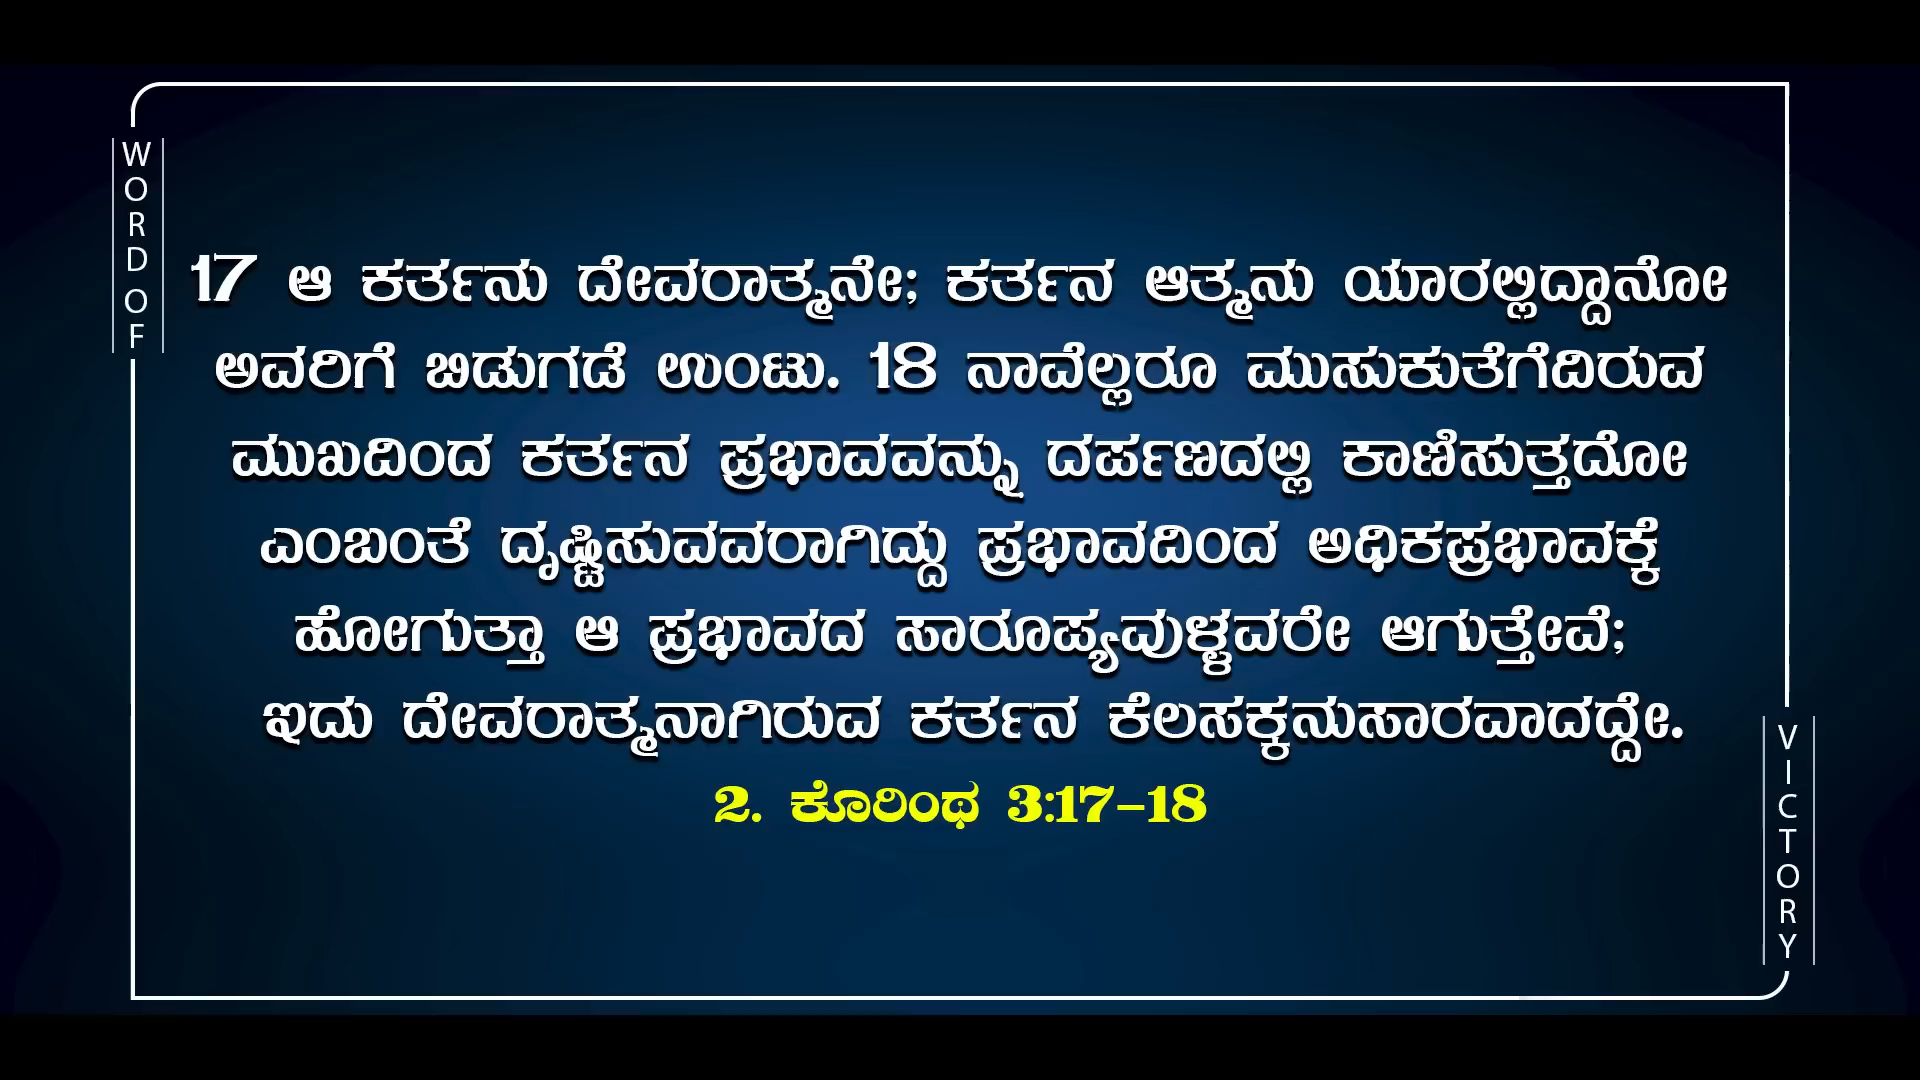 WORD OF
17 ಆ ಕರ್ತನು ದೇವರಾತ್ಮನೇ; ಕರ್ತನ ಆತ್ಮನು ಯಾರಲ್ಲಿದ್ದಾನೋ
ಅವರಿಗೆ ಬಿಡುಗಡೆ ಉಂಟು. 18 ನಾವೆಲ್ಲರೂ ಮುಸುಕುತೆಗೆದಿರುವ
ಮುಖದಿಂದ ಕರ್ತನ ಪ್ರಭಾವವನ್ನು ದರ್ಪಣದಲ್ಲಿ ಕಾಣಿಸುತ್ತದೋ
ಎಂಬಂತೆ ದೃಷ್ಟಿಸುವವರಾಗಿದ್ದು ಪ್ರಭಾವದಿಂದ ಅಧಿಕಪ್ರಭಾವಕ್ಕೆ
ಹೋಗುತ್ತಾ ಆ ಪ್ರಭಾವದ ಸಾರೂಪ್ಯವುಳ್ಳವರೇ ಆಗುತ್ತೇವೆ;
ಇದು ದೇವರಾತ್ಮನಾಗಿರುವ ಕರ್ತನ ಕೆಲಸಕ್ಕನುಸಾರವಾದದ್ದೇ.
2. ಕೊರಿಂಥ 3:17-18
VICTORY